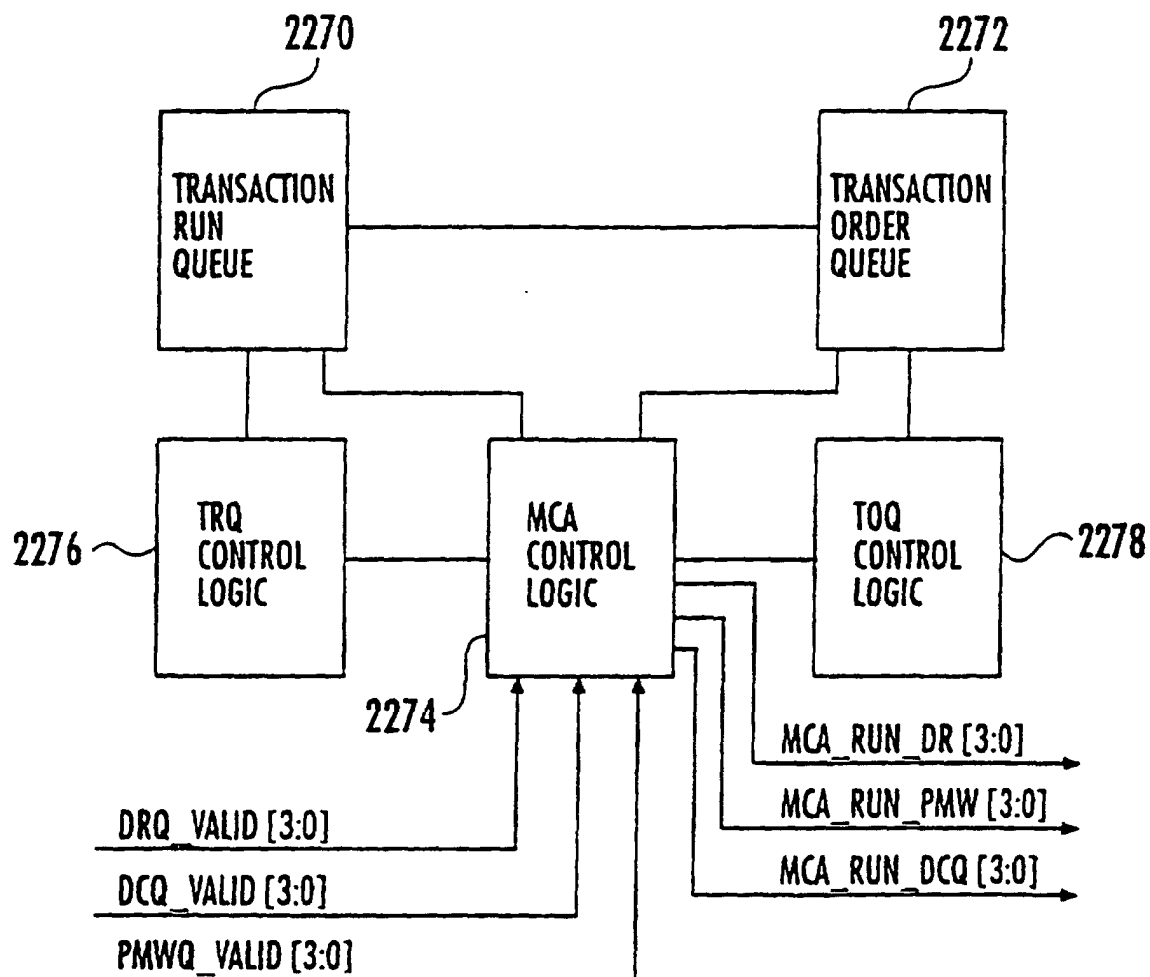 2270
2272
TRANSACTION
RUN
QUEUE
TRANSACTION
ORDER
QUEUE
2276
TRQ
CONTROL
LOGIC
MCA
CONTROL
LOGIC
TOQ
CONTROL
LOGIC
2278
2274
MCA_RUN_DR [3:0]
MCA_RUN_PMW [3:0]
MCA_RUN_DCQ [3:0]
DRQ_VALID [3:0]
DCQ_VALID [3:0]
PMWQ_VALID [3:0]